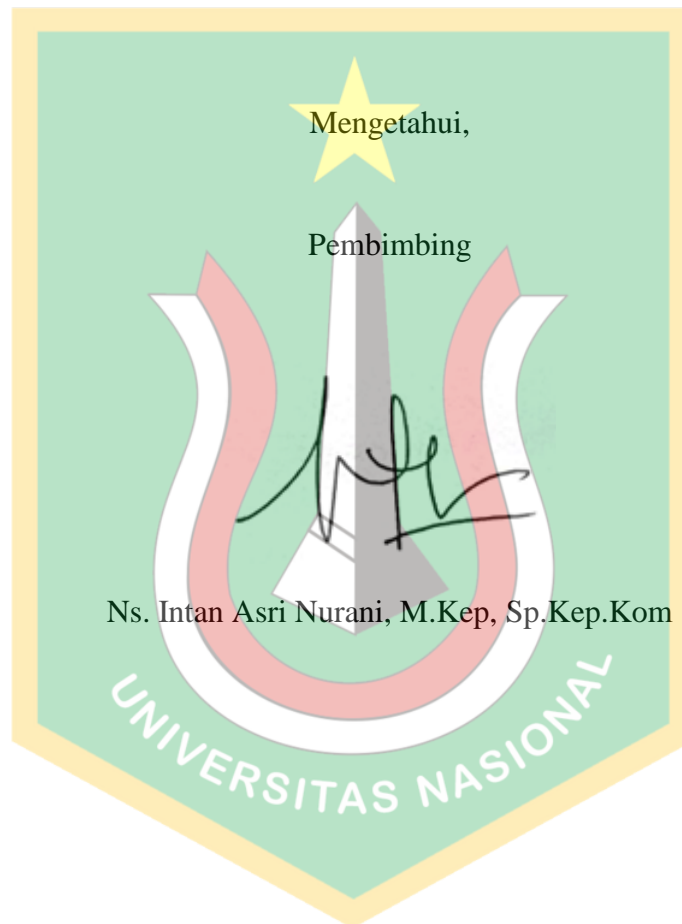 Mengetahui,
Pembimbing
Ns. Intan Asri Nurani, M.Kep, Sp.Kep.Kom
UNIVERSITAS NASIONAL